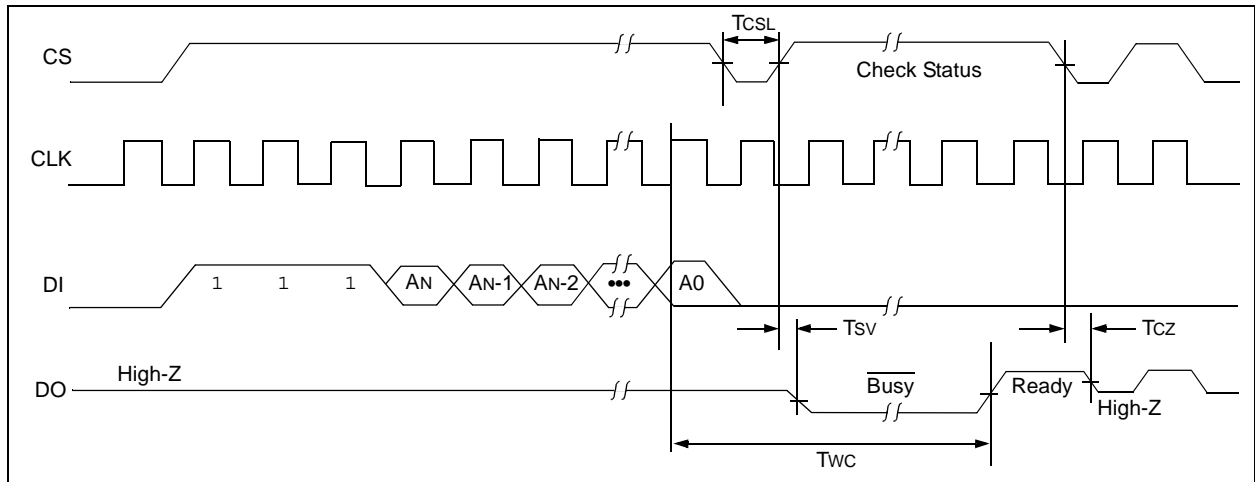 TCSL
CS
Check Status
CLK
DI
1 1 1 AN AN-1 AN-2 ••• A0
TSV
TCZ
High-Z
DO
Busy
Ready
High-Z
TWC